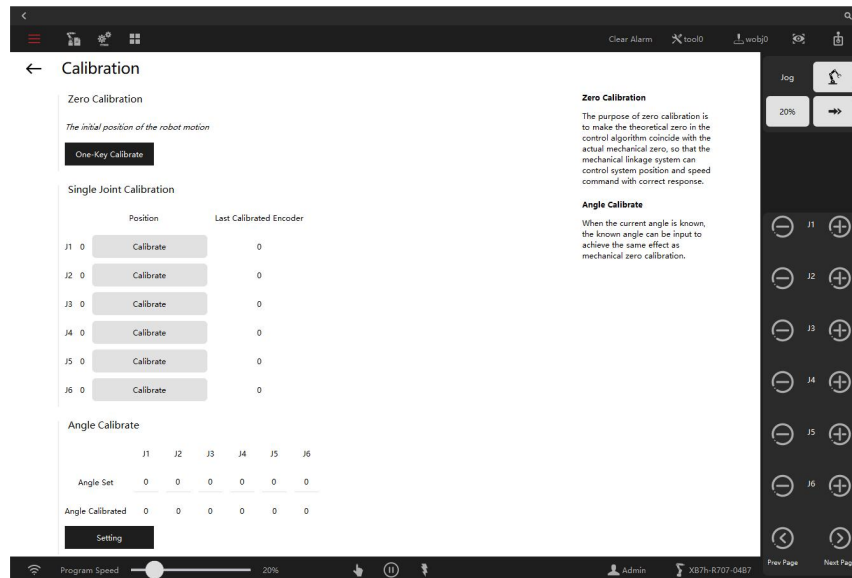 Clear Alarm tool0 wobj0
Calibration
Zero Calibration
The initial position of the robot motion
One-Key Calibrate
Single Joint Calibration
Position Last Calibrated Encoder
J1 0 Calibrate 0
J2 0 Calibrate 0
J3 0 Calibrate 0
J4 0 Calibrate 0
J5 0 Calibrate 0
J6 0 Calibrate 0
Angle Calibrate
J1 J2 J3 J4 J5 J6
Angle Set 0 0 0 0 0 0
Angle Calibrated 0 0 0 0 0 0
Setting
Zero Calibration
The purpose of zero calibration is
to make the theoretical zero in the
control algorithm coincide with the
actual mechanical zero, so that the
mechanical linkage system can
control system position and speed
command with correct response.
Angle Calibrate
When the current angle is known,
the known angle can be input to
achieve the same effect as
mechanical zero calibration.
Jog
20%
J1
J2
J3
J4
J5
J6
Prev Page Next Pag
Program Speed 20% Admin XB7h-R707-04B7